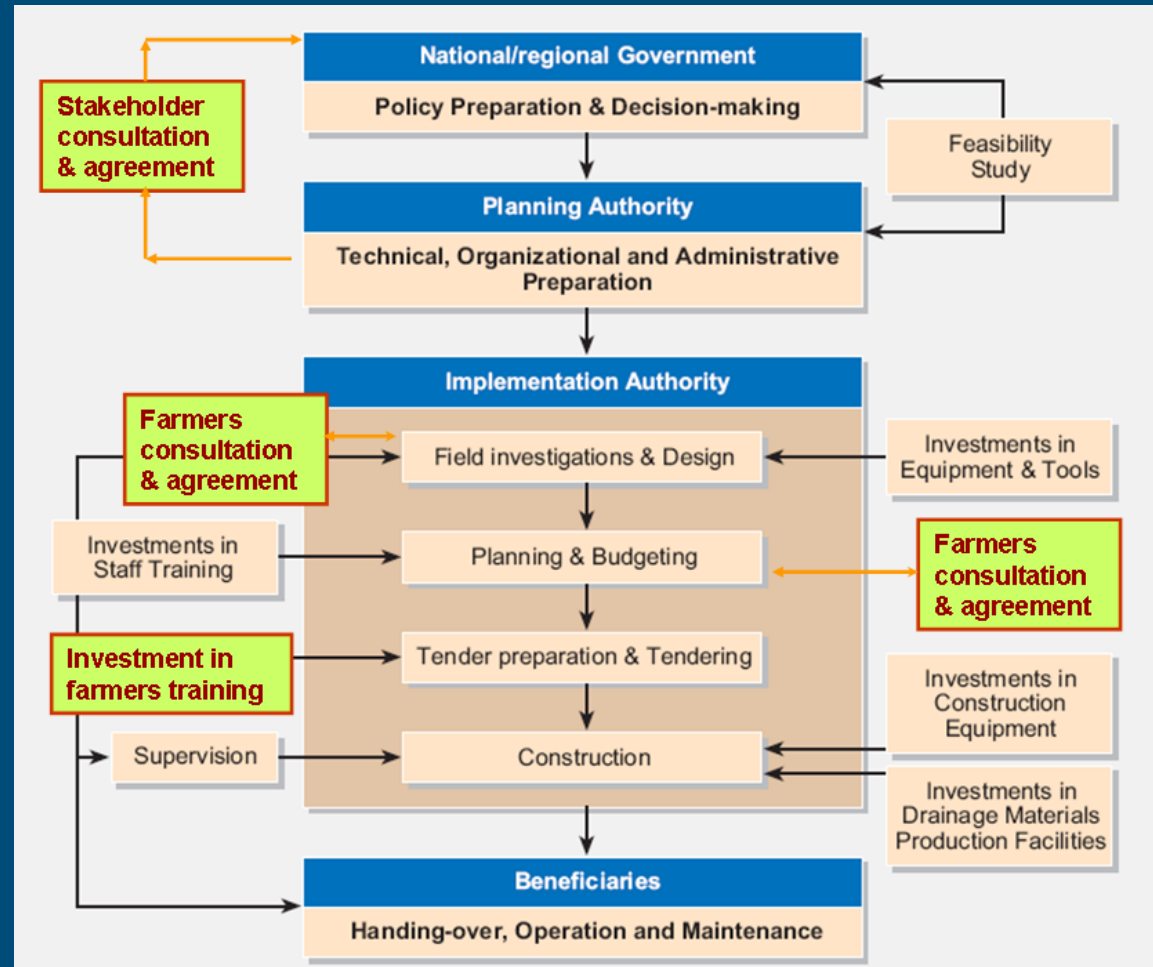 National/regional Government
Policy Preparation & Decision-making
Stakeholder
consultation
& agreement
Feasibility
Study
Planning Authority
Technical, Organizational and Administrative
Preparation
Implementation Authority
Farmers
consultation
& agreement
Field investigations & Design
Investments in
Equipment & Tools
Investments in
Staff Training
Planning & Budgeting
Farmers
consultation
& agreement
Investment in
farmers training
Tender preparation & Tendering
Investments in
Construction
Equipment
Supervision
Construction
Investments in
Drainage Materials
Production Facilities
Beneficiaries
Handing-over, Operation and Maintenance